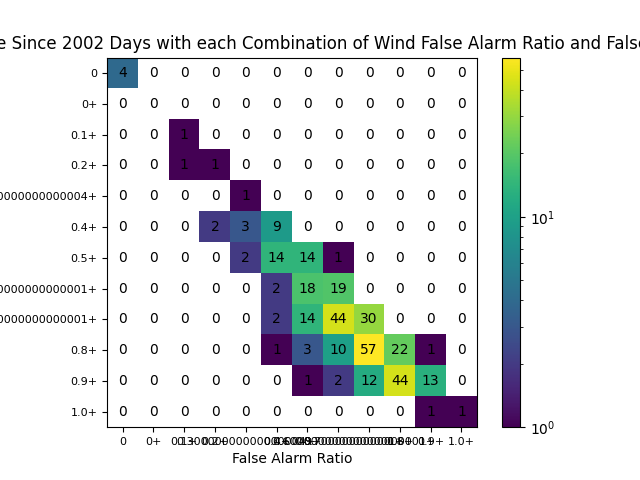 e Since 2002 Days with each Combination of Wind False Alarm Ratio and False
0 4 0 0 0 0 0 0 0 0 0 0 0
0+ 0 0 0 0 0 0 0 0 0 0 0 0
0.1+ 0 0 1 0 0 0 0 0 0 0 0 0
0.2+ 0 0 1 1 0 0 0 0 0 0 0 0
0000000000004+ 0 0 0 0 1 0 0 0 0 0 0 0
0.4+ 0 0 0 2 3 9 0 0 0 0 0 0
0.5+ 0 0 0 0 2 14 14 1 0 0 0 0
0000000000001+ 0 0 0 0 0 2 18 19 0 0 0 0
000000000001+ 0 0 0 0 0 2 14 44 30 0 0 0
0.8+ 0 0 0 0 0 1 3 10 57 22 1 0
0.9+ 0 0 0 0 0 0 1 2 12 44 13 0
1.0+ 0 0 0 0 0 0 0 0 0 0 1 1
0 0+ 1.0+
False Alarm Ratio
10¹
10⁰